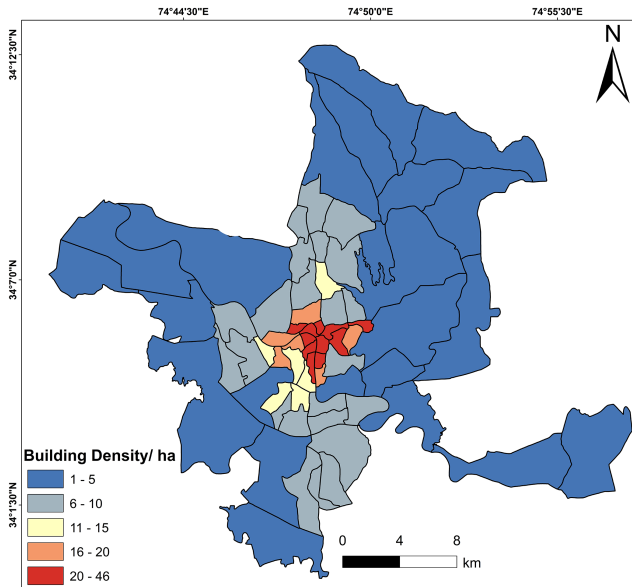 74°44'30"E 74°50'0"E 74°55'30"E
34°12'30"N
N
34°7'0"N
34°1'30"N
Building Density/ ha
1 - 5
6 - 10
11 - 15
16 - 20
20 - 46
0 4 8
km